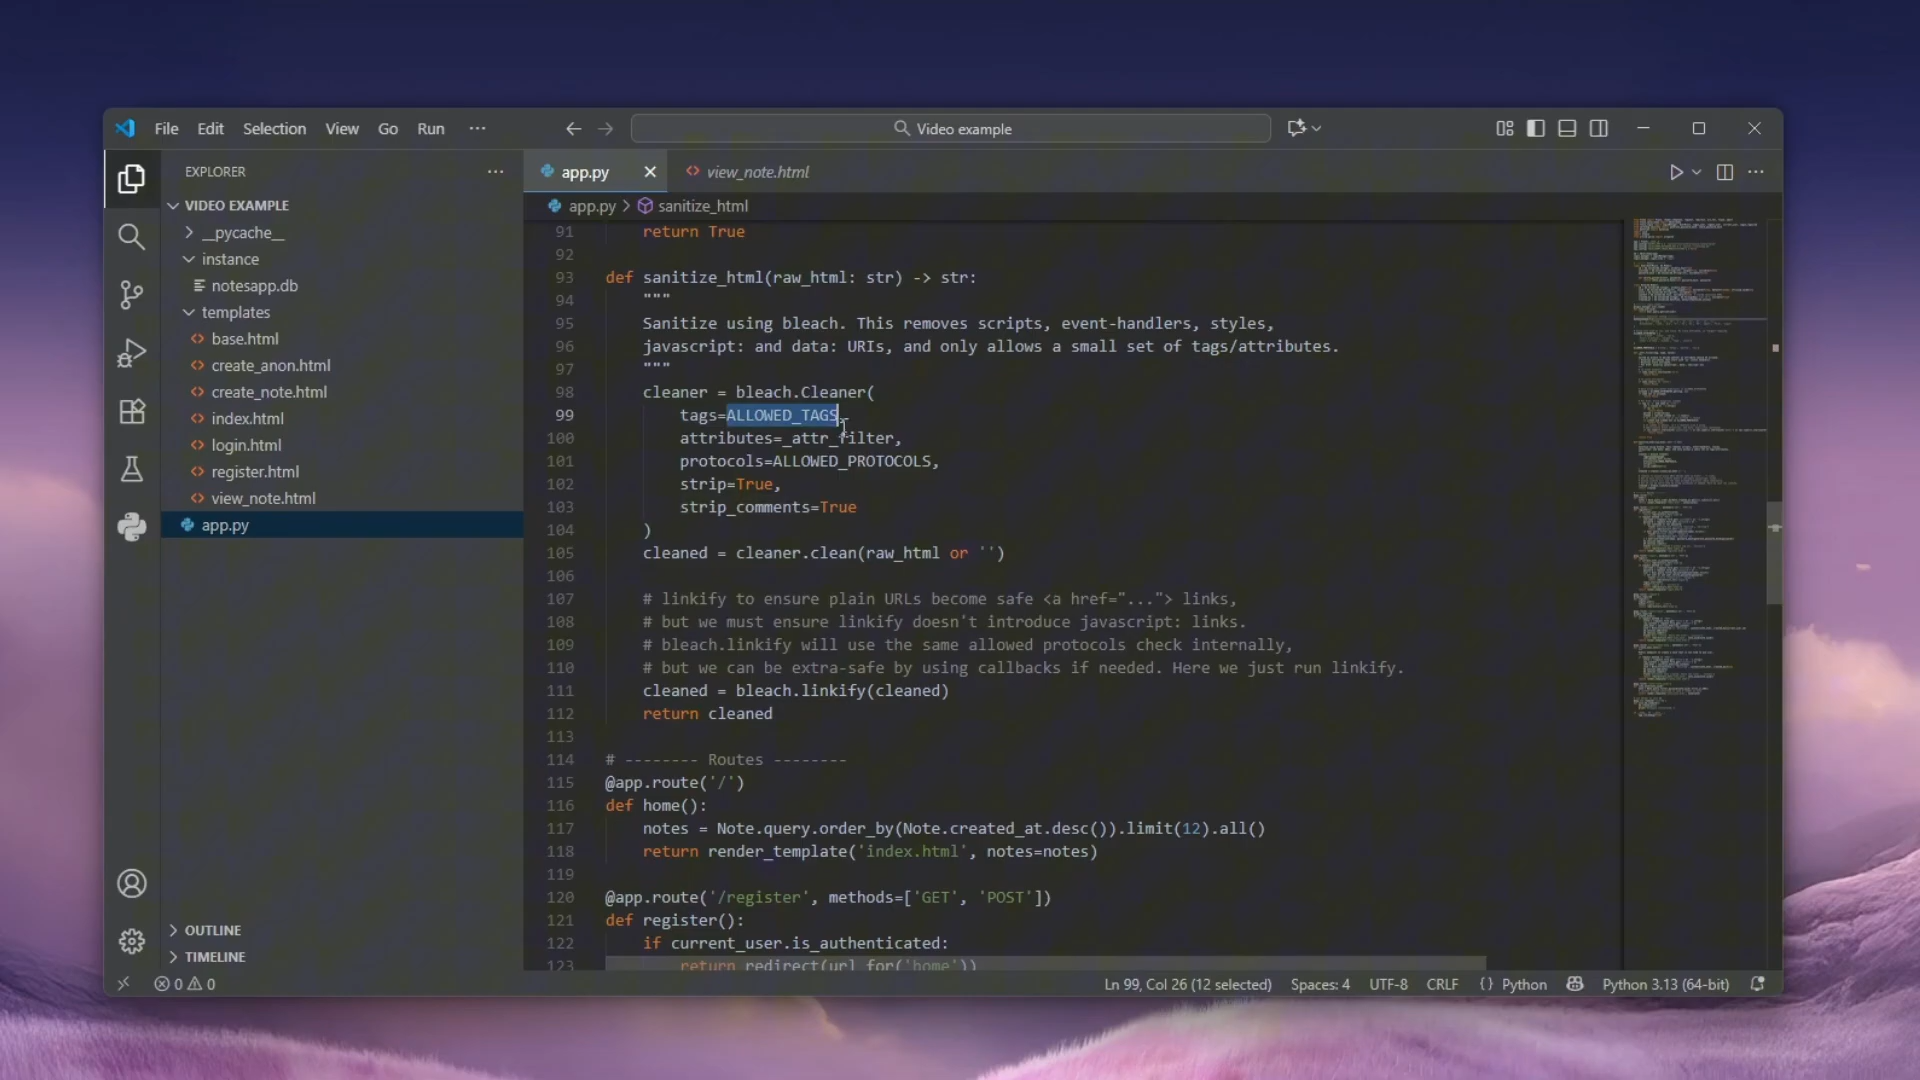 File Edit Selection View Go Run ···
Video example
EXPLORER ···
app.py
view_note.html
VIDEO EXAMPLE
__pycache__
instance
notesapp.db
templates
base.html
create_anon.html
create_note.html
index.html
login.html
register.html
view_note.html
app.py
OUTLINE
TIMELINE
app.py > sanitize_html
91 return True
92
93 def sanitize_html(raw_html: str) -> str:
94 """
95 Sanitize using bleach. This removes scripts, event-handlers, styles,
96 javascript: and data: URIs, and only allows a small set of tags/attributes.
97 """
98 cleaner = bleach.Cleaner(
99 tags=ALLOWED_TAGS,
100 attributes=_attr_filter,
101 protocols=ALLOWED_PROTOCOLS,
102 strip=True,
103 strip_comments=True
104 )
105 cleaned = cleaner.clean(raw_html or '')
106
107 # linkify to ensure plain URLs become safe <a href="..."> links,
108 # but we must ensure linkify doesn't introduce javascript: links.
109 # bleach.linkify will use the same allowed protocols check internally,
110 # but we can be extra-safe by using callbacks if needed. Here we just run linkify.
111 cleaned = bleach.linkify(cleaned)
112 return cleaned
113
114 # -------- Routes --------
115 @app.route('/')
116 def home():
117 notes = Note.query.order_by(Note.created_at.desc()).limit(12).all()
118 return render_template('index.html', notes=notes)
119
120 @app.route('/register', methods=['GET', 'POST'])
121 def register():
122 if current_user.is_authenticated:
123 return redirect(url_for('home'))
0 0
Ln 99, Col 26 (12 selected) Spaces: 4 UTF-8 CRLF {} Python Python 3.13 (64-bit)